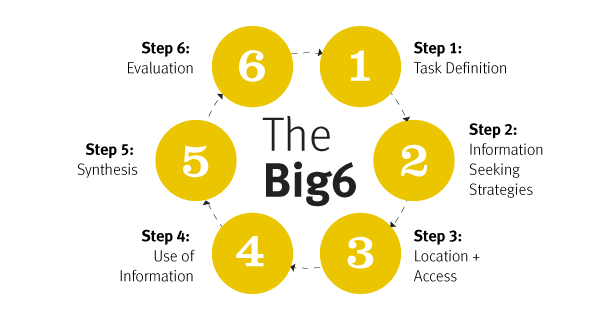 The
Big6
1
Step 1:
Task Definition
2
Step 2:
Information
Seeking
Strategies
3
Step 3:
Location +
Access
4
Step 4:
Use of
Information
5
Step 5:
Synthesis
6
Step 6:
Evaluation